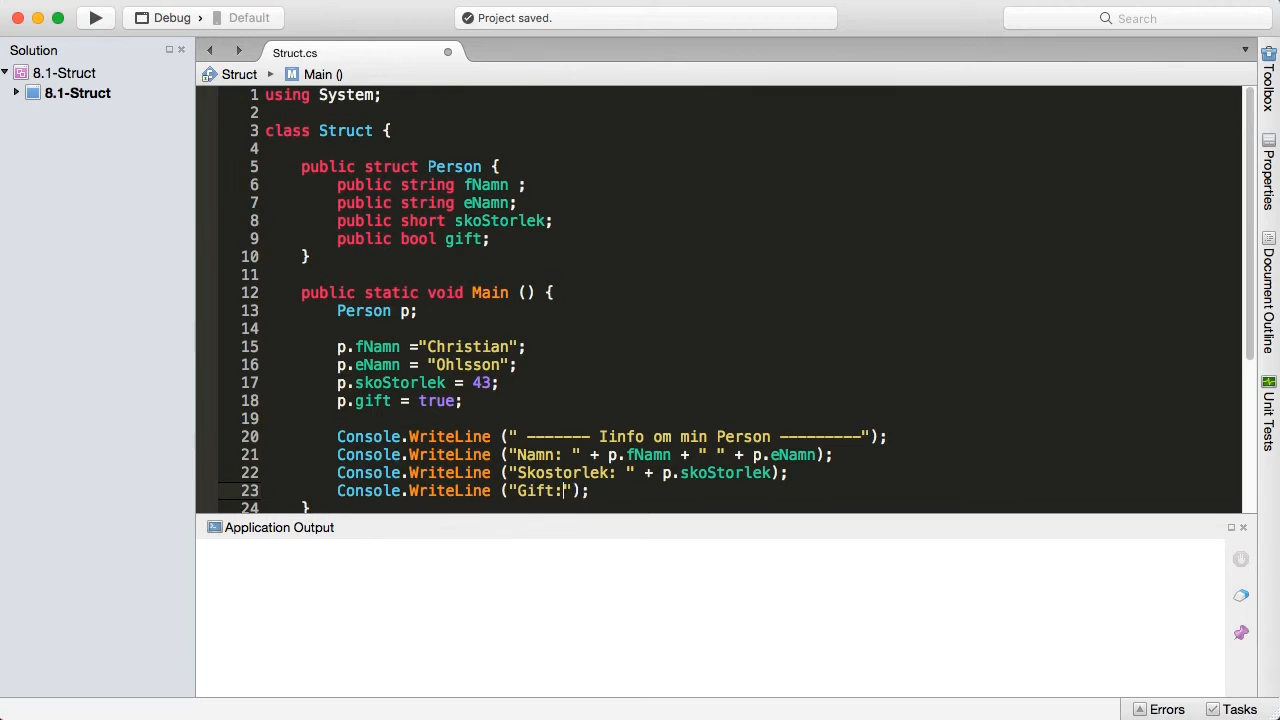 Debug
Default
Project saved.
Search
Solution
8.1-Struct
8.1-Struct
Struct.cs
Struct
M Main ()
1 using System;
2
3 class Struct {
4
5 public struct Person {
6 public string fNamn ;
7 public string eNamn;
8 public short skoStorlek;
9 public bool gift;
10 }
11
12 public static void Main () {
13 Person p;
14
15 p.fNamn ="Christian";
16 p.eNamn = "Ohlsson";
17 p.skoStorlek = 43;
18 p.gift = true;
19
20 Console.WriteLine (" ------- Iinfo om min Person ---------");
21 Console.WriteLine ("Namn: " + p.fNamn + " " + p.eNamn);
22 Console.WriteLine ("Skostorlek: " + p.skoStorlek);
23 Console.WriteLine ("Gift:");
24 }
Application Output
Toolbox
Properties
Document Outline
Unit Tests
Errors
Tasks